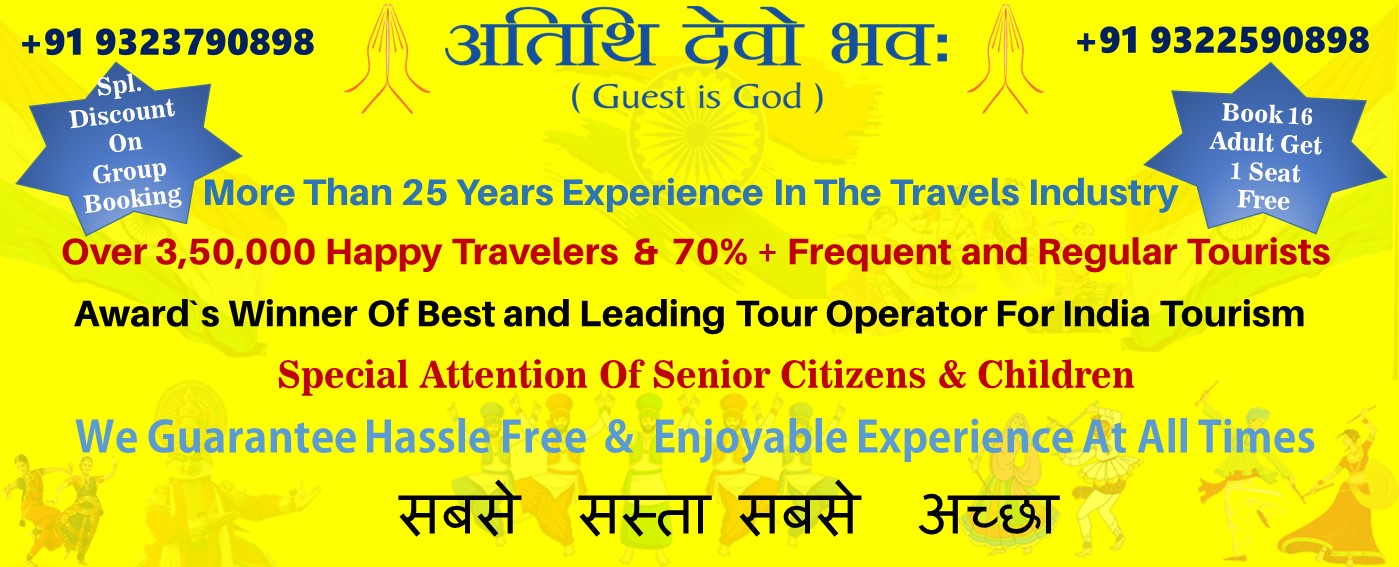 +91 9323790898
अतिथि देवो भवः
+91 9322590898
( Guest is God )
Spl.
Discount
On
Group
Booking
Book 16
Adult Get
1 Seat
Free
More Than 25 Years Experience In The Travels Industry
Over 3,50,000 Happy Travelers & 70% + Frequent and Regular Tourists
Award`s Winner Of Best and Leading Tour Operator For India Tourism
Special Attention Of Senior Citizens & Children
We Guarantee Hassle Free & Enjoyable Experience At All Times
सबसे सस्ता सबसे अच्छा